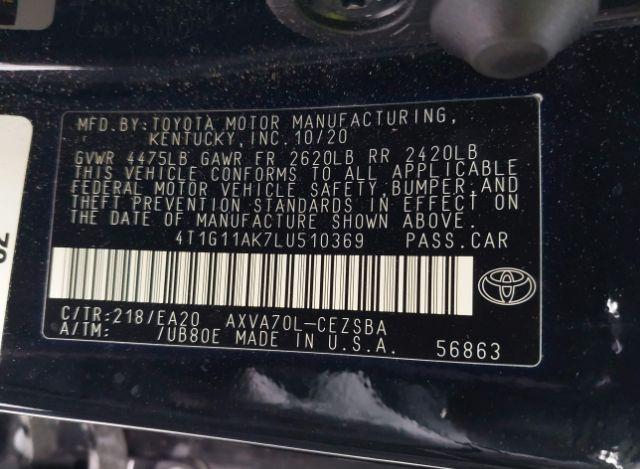 MFD.BY:TOYOTA MOTOR MANUFACTURING,
KENTUCKY,INC.10/20
GVWR 4475LB GAWR FR 2620LB RR 2420LB
THIS VEHICLE CONFORMS TO ALL APPLICABLE
FEDERAL MOTOR VEHICLE SAFETY,BUMPER,AND
THEFT PREVENTION STANDARDS IN EFFECT ON
THE DATE OF MANUFACTURE SHOWN ABOVE.
4T1G11AK7LU510369 PASS.CAR
C/TR:218/EA20 AXVA70L-CEZSBA
A/TM: /UB80E MADE IN U.S.A. 56863